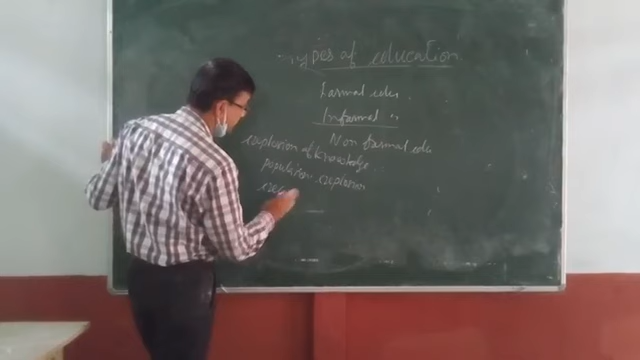 Types of education
Formal edu.
Informal "
Non formal edu
explosion of knowledge
population explosion